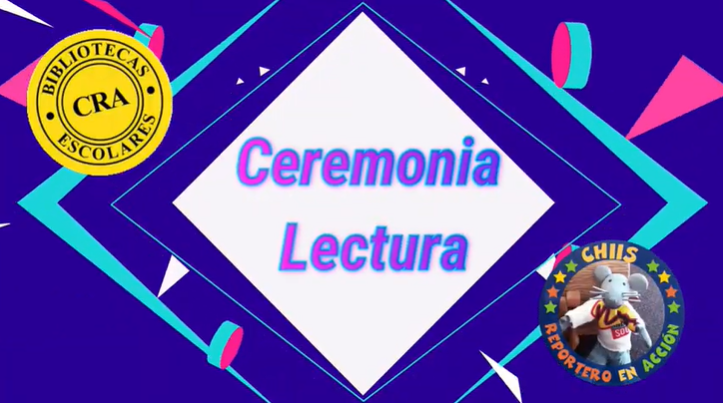 BIBLIOTECAS
CRA
ESCOLARES
Ceremonia
Lectura
CHIIS
REPORTERO EN ACCIÓN